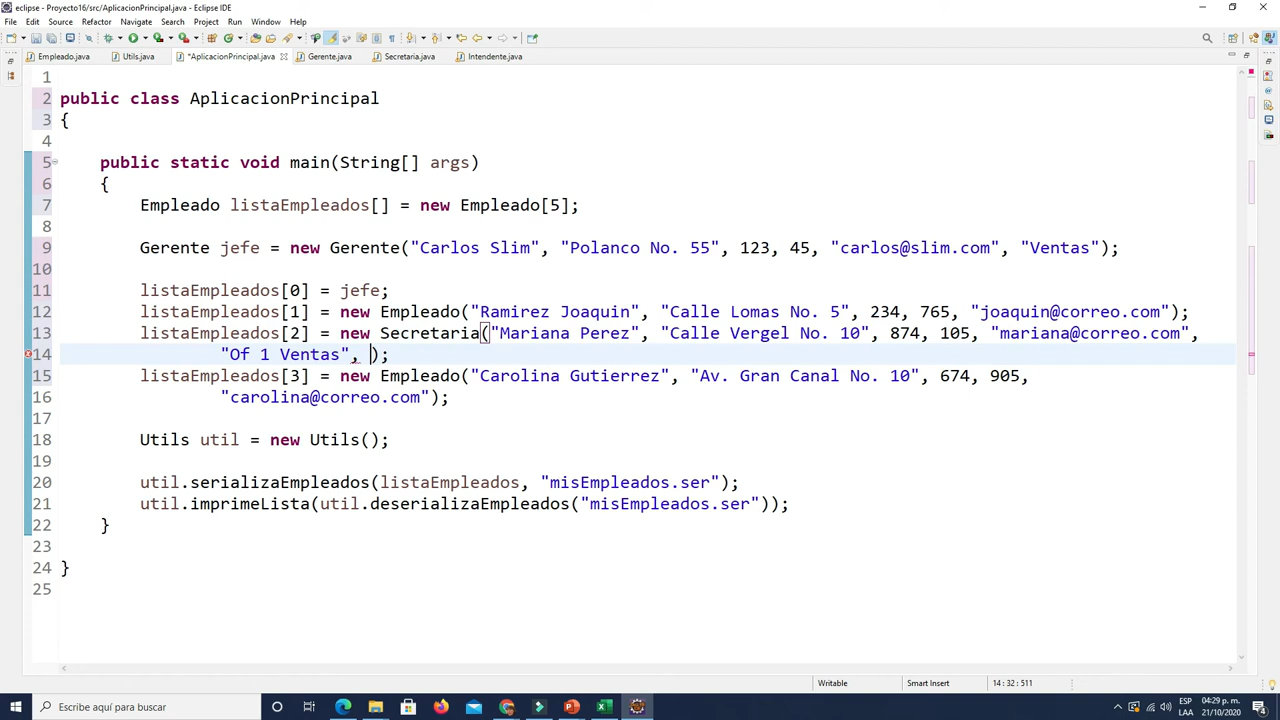 eclipse - Proyecto16/src/AplicacionPrincipal.java - Eclipse IDE
File Edit Source Refactor Navigate Search Project Run Window Help
Empleado.java Utils.java *AplicacionPrincipal.java Gerente.java Secretaria.java Intendente.java
1
2 public class AplicacionPrincipal
3 {
4
5 public static void main(String[] args)
6 {
7 Empleado listaEmpleados[] = new Empleado[5];
8
9 Gerente jefe = new Gerente("Carlos Slim", "Polanco No. 55", 123, 45, "carlos@slim.com", "Ventas");
10
11 listaEmpleados[0] = jefe;
12 listaEmpleados[1] = new Empleado("Ramirez Joaquin", "Calle Lomas No. 5", 234, 765, "joaquin@correo.com");
13 listaEmpleados[2] = new Secretaria("Mariana Perez", "Calle Vergel No. 10", 874, 105, "mariana@correo.com",
14 "Of 1 Ventas", );
15 listaEmpleados[3] = new Empleado("Carolina Gutierrez", "Av. Gran Canal No. 10", 674, 905,
16 "carolina@correo.com");
17
18 Utils util = new Utils();
19
20 util.serializaEmpleados(listaEmpleados, "misEmpleados.ser");
21 util.imprimeLista(util.deserializaEmpleados("misEmpleados.ser"));
22 }
23
24 }
25
Writable Smart Insert 14 : 32 : 511
Escribe aquí para buscar
ESP 04:29 p. m.
LAA 21/10/2020